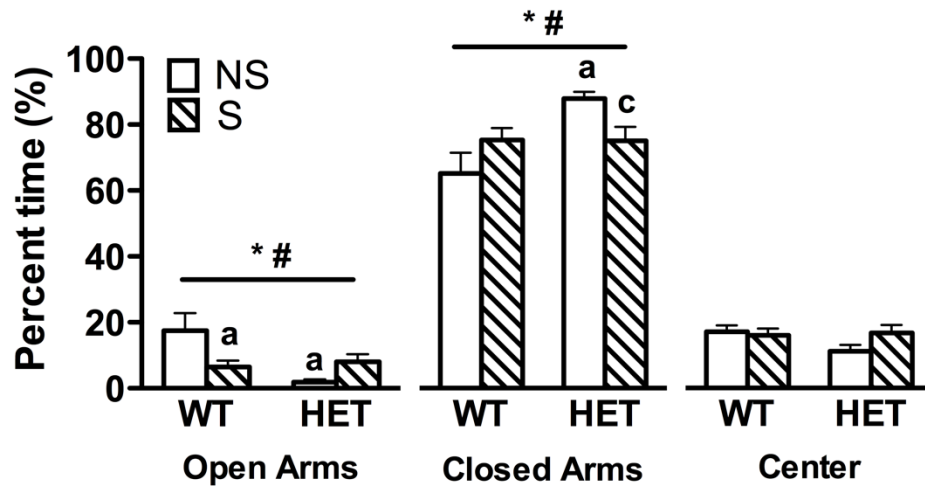 * #
100
NS
a
80
S
c
60
Percent time (%)
40
* #
20
a
a
0
WT HET WT HET WT HET
Open Arms Closed Arms Center